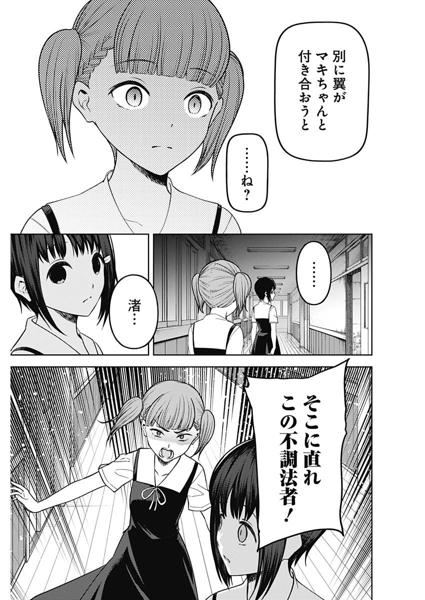 別に翼が
マキちゃんと
付き合おうと
……ね？
……
渚…
そこに直れ
この不調法者！